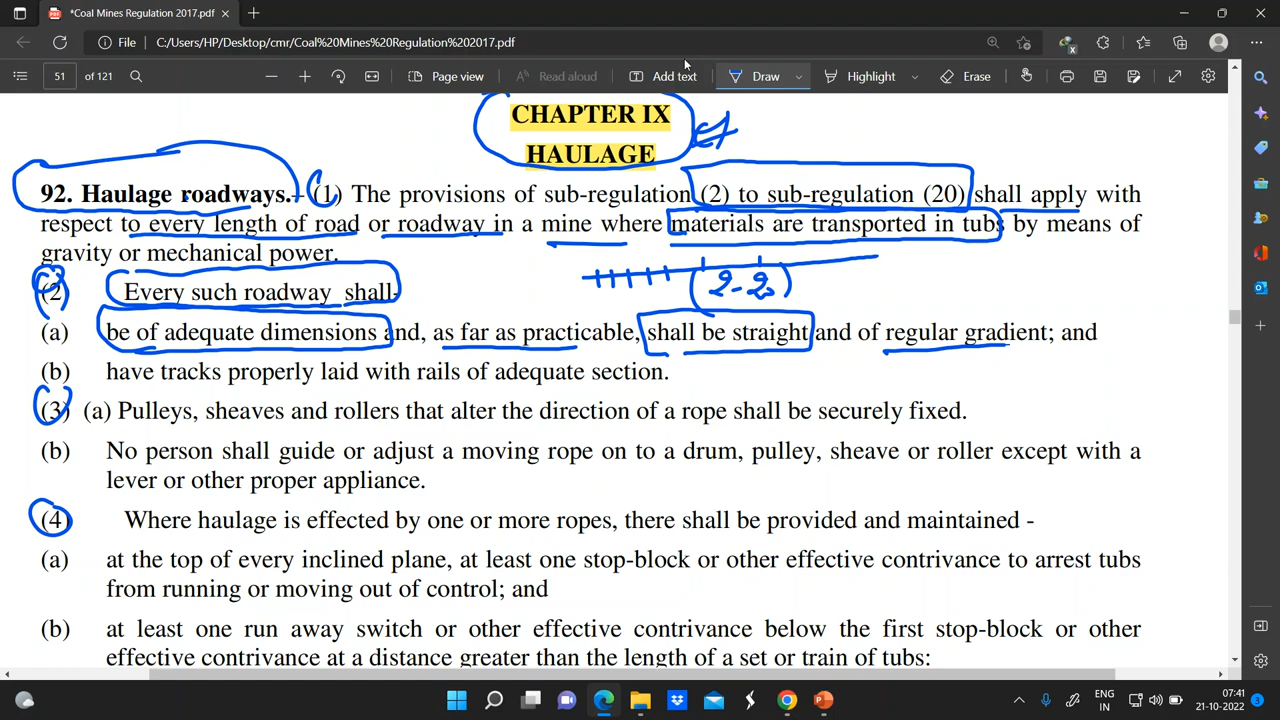 *Coal Mines Regulation 2017.pdf
File C:/Users/HP/Desktop/cmr/Coal%20Mines%20Regulation%202017.pdf
51 of 121 Page view Read aloud Add text Draw Highlight Erase
CHAPTER IX
HAULAGE
92. Haulage roadways.- (1) The provisions of sub-regulation (2) to sub-regulation (20) shall apply with
respect to every length of road or roadway in a mine where materials are transported in tubs by means of
gravity or mechanical power.
(2) Every such roadway shall-
(a) be of adequate dimensions and, as far as practicable, shall be straight and of regular gradient; and
(b) have tracks properly laid with rails of adequate section.
(3) (a) Pulleys, sheaves and rollers that alter the direction of a rope shall be securely fixed.
(b) No person shall guide or adjust a moving rope on to a drum, pulley, sheave or roller except with a
lever or other proper appliance.
(4) Where haulage is effected by one or more ropes, there shall be provided and maintained -
(a) at the top of every inclined plane, at least one stop-block or other effective contrivance to arrest tubs
from running or moving out of control; and
(b) at least one run away switch or other effective contrivance below the first stop-block or other
effective contrivance at a distance greater than the length of a set or train of tubs:
ENG
IN
07:41
21-10-2022